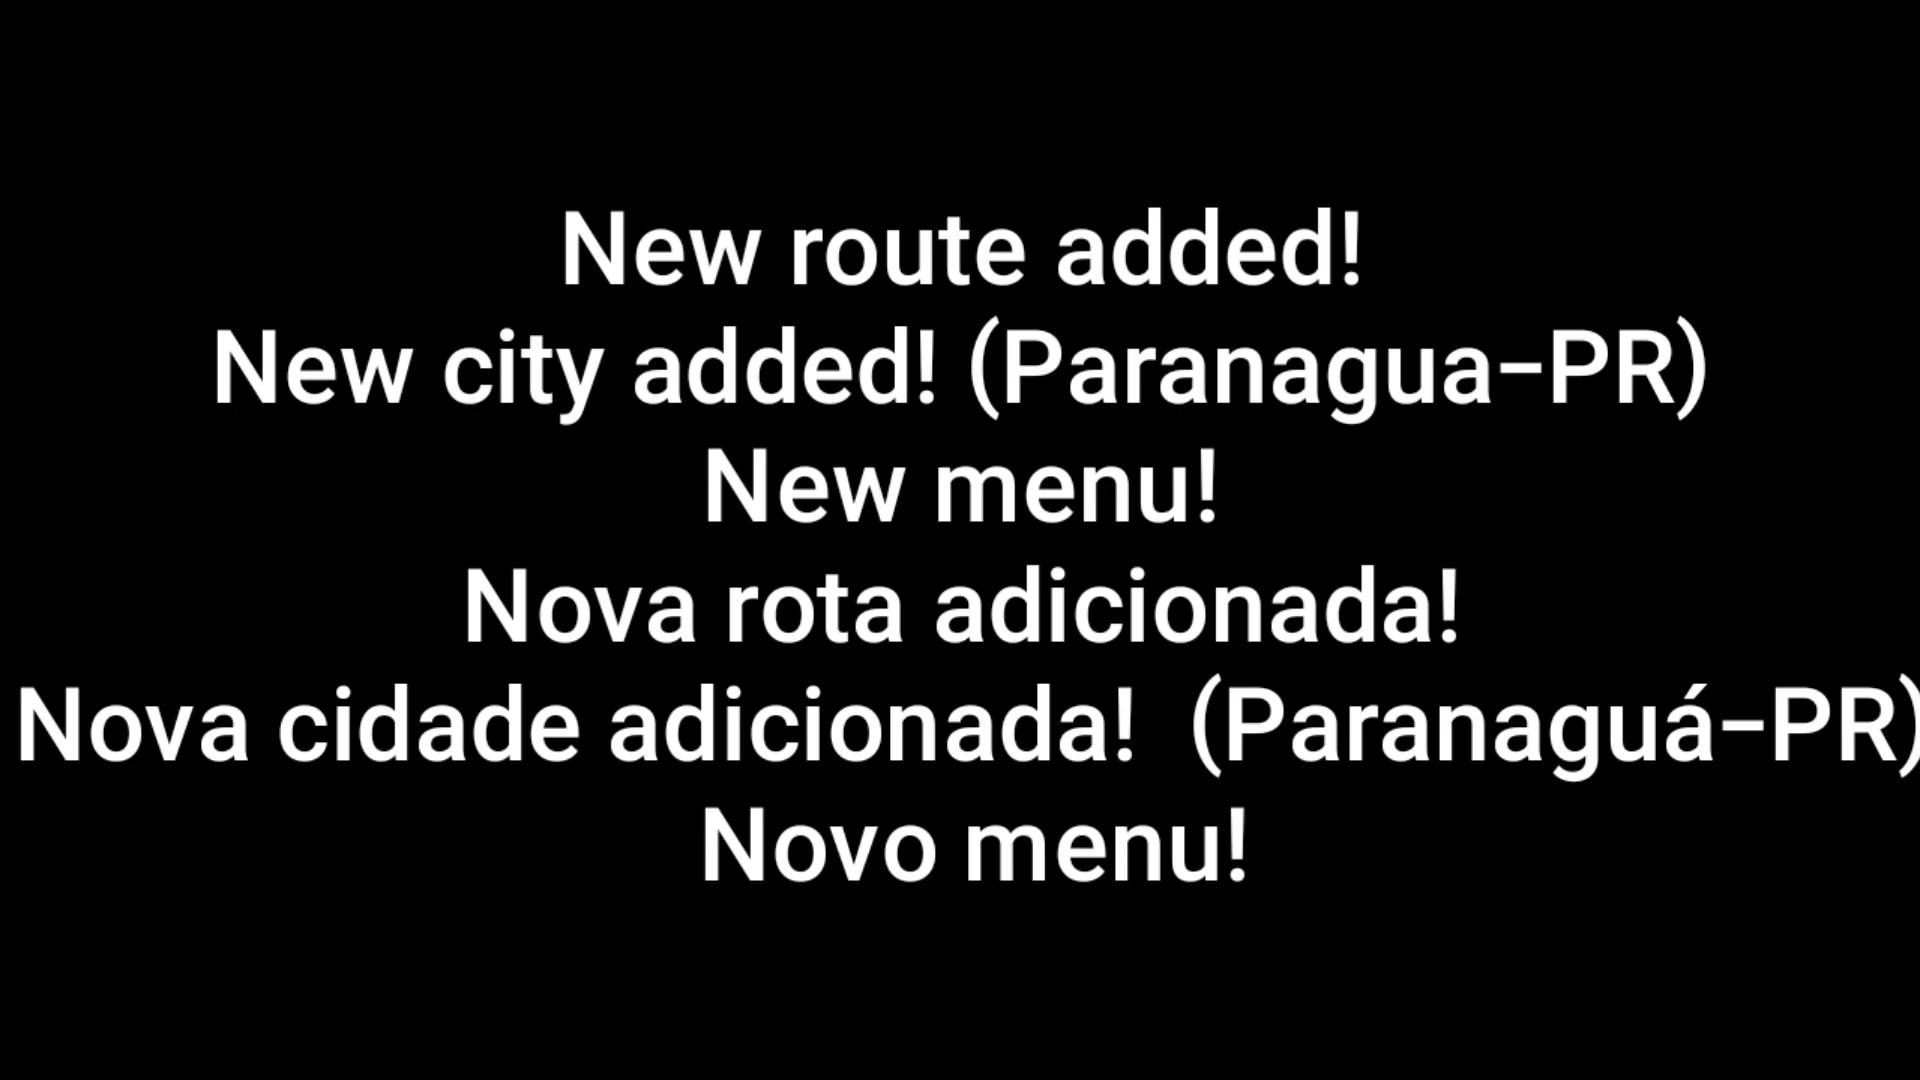 New route added!
New city added! (Paranagua-PR)
New menu!
Nova rota adicionada!
Nova cidade adicionada!  (Paranaguá-PR)
Novo menu!